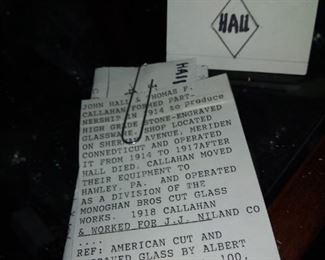 HALL
HALL
JOHN HALL & THOMAS F.
CALLAHAN FORMED PART-
NERSHIP IN 1914 to produce
HIGH GRADE STONE-ENGRAVED
GLASSWARE. SHOP LOCATED
ON SHERMAN AVENUE, MERIDEN
CONNECTICUT AND OPERATED
IT FROM 1914 TO 1917AFTER
HALL DIED. CALLAHAN MOVED
THEIR EQUIPMENT TO
HAWLEY, PA. AND OPERATED
AS A DIVISION OF THE
MONOGHAN BROS CUT GLASS
WORKS. 1918 CALLAHAN
& WORKED FOR J.J. NILAND CO
....
REF: AMERICAN CUT AND
GLASS BY ALBERT
100,